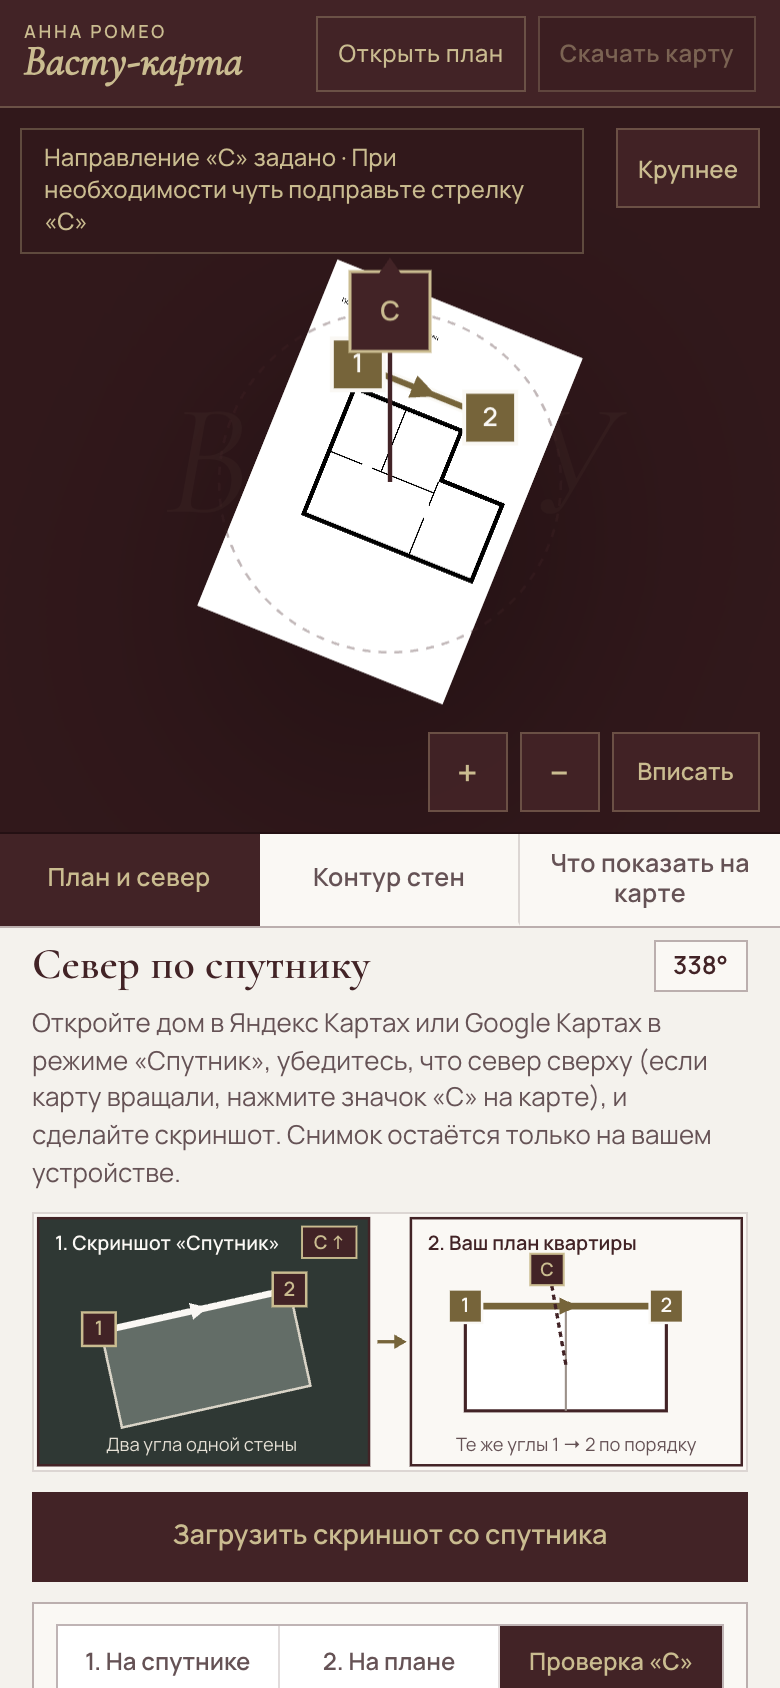 АННА РОМЕО
Васту-карта
Открыть план
Скачать карту
Направление «С» задано · При
необходимости чуть подправьте стрелку
«С»
Крупнее
С
1
2
+
−
Вписать
План и север
Контур стен
Что показать на
карте
Север по спутнику
338°
Откройте дом в Яндекс Картах или Google Картах в
режиме «Спутник», убедитесь, что север сверху (если
карту вращали, нажмите значок «С» на карте), и
сделайте скриншот. Снимок остаётся только на вашем
устройстве.
1. Скриншот «Спутник»
С ↑
1
2
Два угла одной стены
2. Ваш план квартиры
С
1
2
Те же углы 1 → 2 по порядку
Загрузить скриншот со спутника
1. На спутнике
2. На плане
Проверка «С»